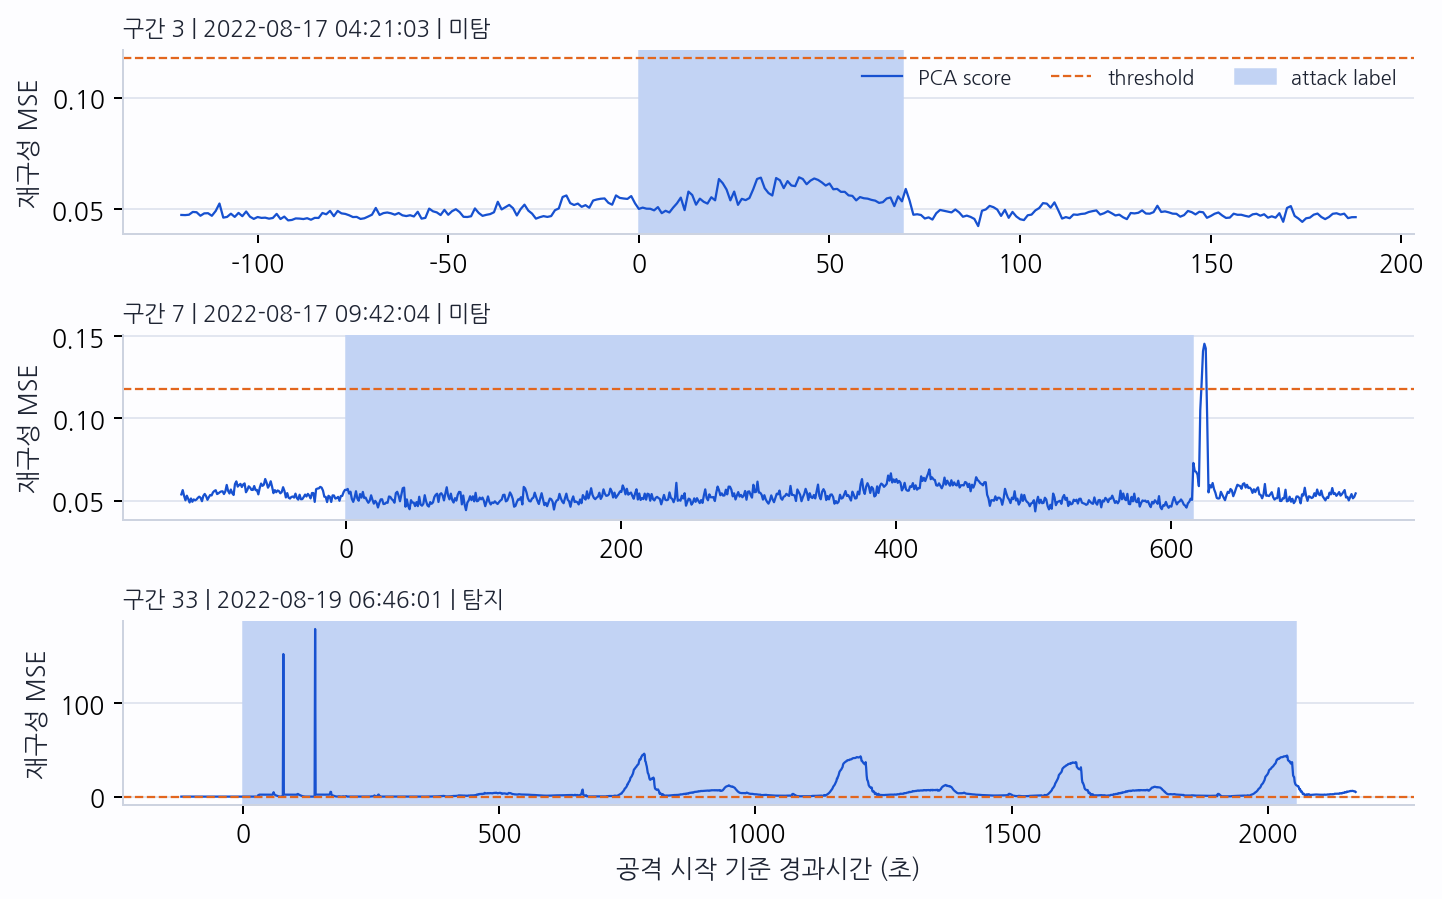 구간 3 | 2022-08-17 04:21:03 | 미탐
재구성 MSE
0.10
0.05
PCA score
threshold
attack label
-100 -50 0 50 100 150 200
구간 7 | 2022-08-17 09:42:04 | 미탐
재구성 MSE
0.15
0.10
0.05
0 200 400 600
구간 33 | 2022-08-19 06:46:01 | 탐지
재구성 MSE
100
0
0 500 1000 1500 2000
공격 시작 기준 경과시간 (초)